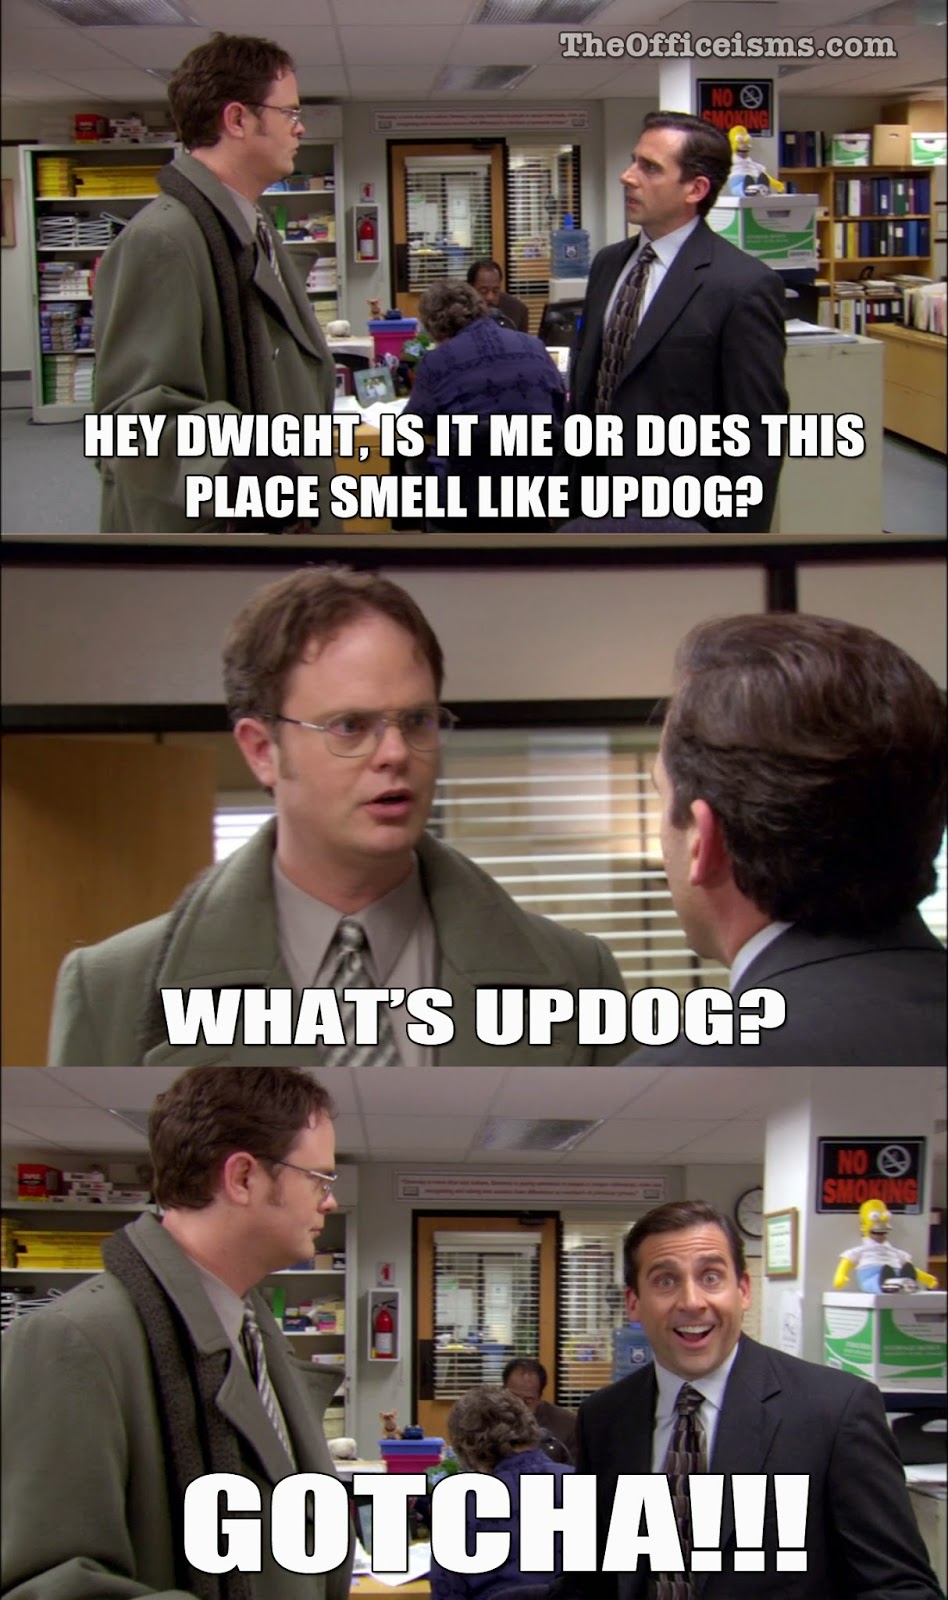 TheOfficeisms.com
NO
SMOKING
HEY DWIGHT, IS IT ME OR DOES THIS
PLACE SMELL LIKE UPDOG?
WHAT'S UPDOG?
NO
SMOKING
GOTCHA!!!